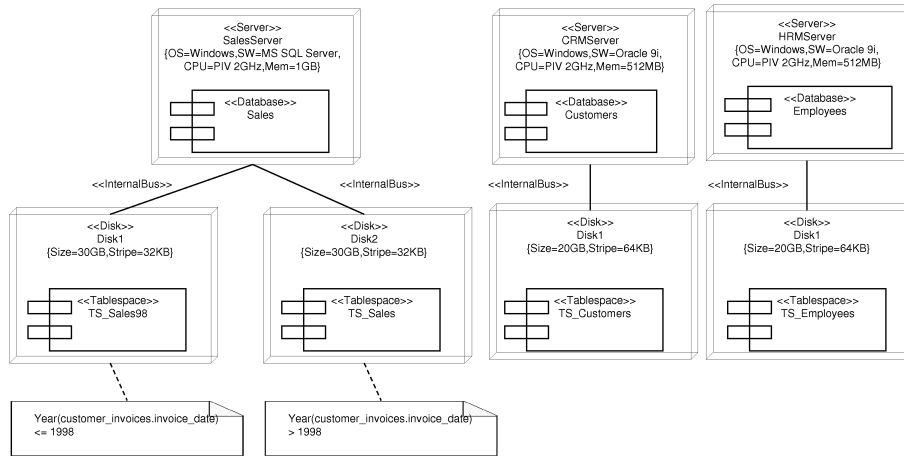 <<Server>>
SalesServer
{OS=Windows,SW=MS SQL Server,
CPU=PIV 2GHz,Mem=1GB}
<<Database>>
Sales
<<Server>>
CRMServer
{OS=Windows,SW=Oracle 9i,
CPU=PIV 2GHz,Mem=512MB}
<<Database>>
Customers
<<Server>>
HRMServer
{OS=Windows,SW=Oracle 9i,
CPU=PIV 2GHz,Mem=512MB}
<<Database>>
Employees
<<InternalBus>>
<<InternalBus>>
<<InternalBus>>
<<InternalBus>>
<<Disk>>
Disk1
{Size=30GB,Stripe=32KB}
<<Tablespace>>
TS_Sales98
<<Disk>>
Disk2
{Size=30GB,Stripe=32KB}
<<Tablespace>>
TS_Sales
<<Disk>>
Disk1
{Size=20GB,Stripe=64KB}
<<Tablespace>>
TS_Customers
<<Disk>>
Disk1
{Size=20GB,Stripe=64KB}
<<Tablespace>>
TS_Employees
Year(customer_invoices.invoice_date)
<= 1998
Year(customer_invoices.invoice_date)
> 1998